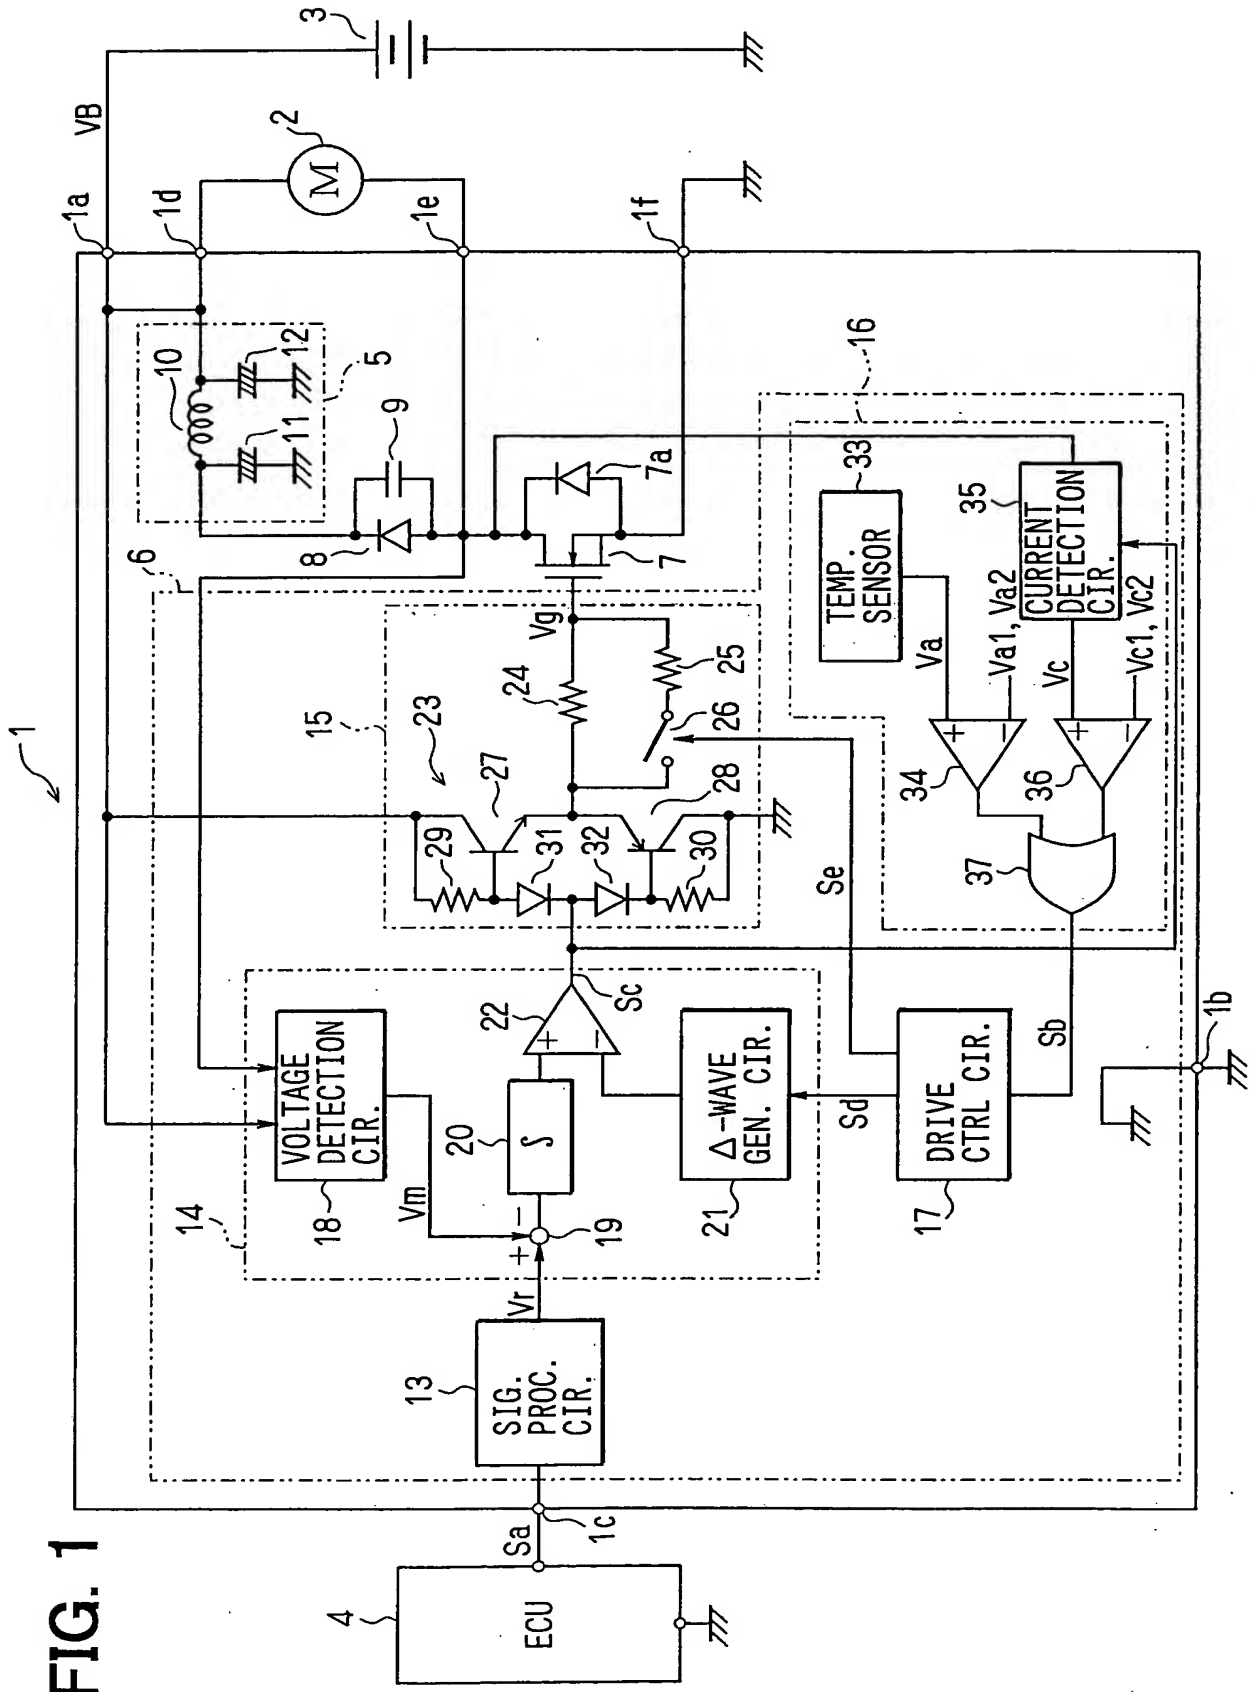 FIG. 1
1
VB
3
1a
1d
2
M
1e
1f
10
12
11
5
9
8
7a
7
6
16
33
TEMP.
SENSOR
35
CURRENT
DETECTION
CIR.
Va
Va1, Va2
Vc
Vc1, Vc2
34
36
37
15
23
24
Vg
25
26
27
28
29
31
32
30
Se
Sb
14
VOLTAGE
DETECTION
CIR.
18
Vm
22
Sc
+
−
20
∫
19
+
−
Δ-WAVE
GEN. CIR.
21
Sd
DRIVE
CTRL CIR.
17
1b
+
−
+
−
Vr
13
SIG.
PROC.
CIR.
Sa
1c
4
ECU